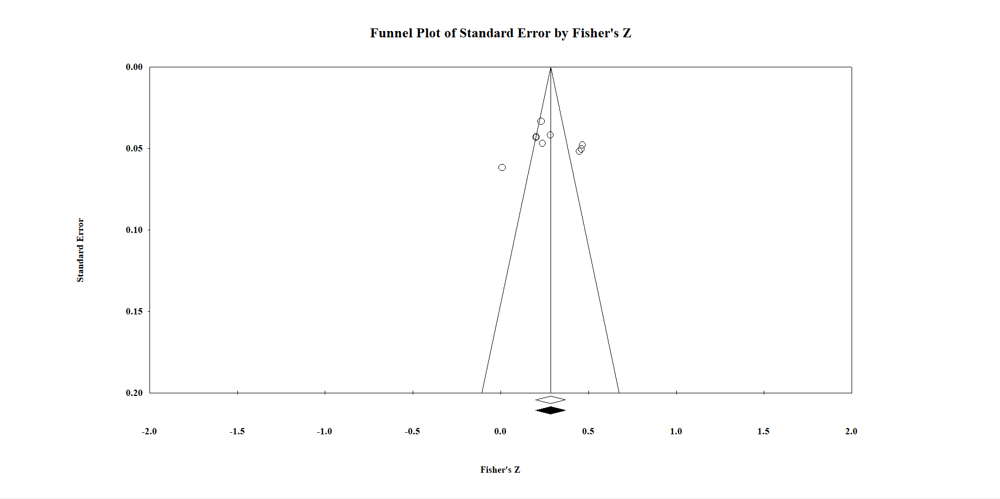 Funnel Plot of Standard Error by Fisher's Z
0.00
0.05
0.10
0.15
0.20
Standard Error
-2.0 -1.5 -1.0 -0.5 0.0 0.5 1.0 1.5 2.0
Fisher's Z